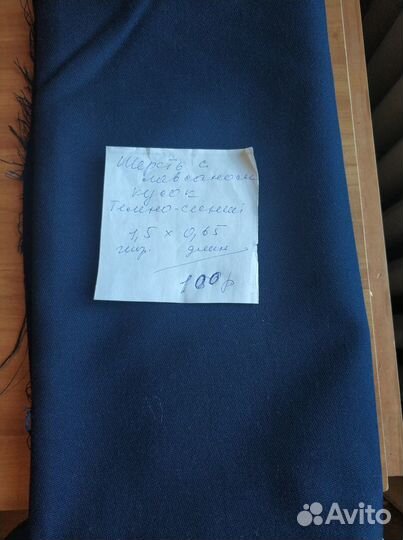 Шерсть с
лавсаном
кусок
Темно-синий
1,5 х 0,65
шир. длин
100 р
Avito